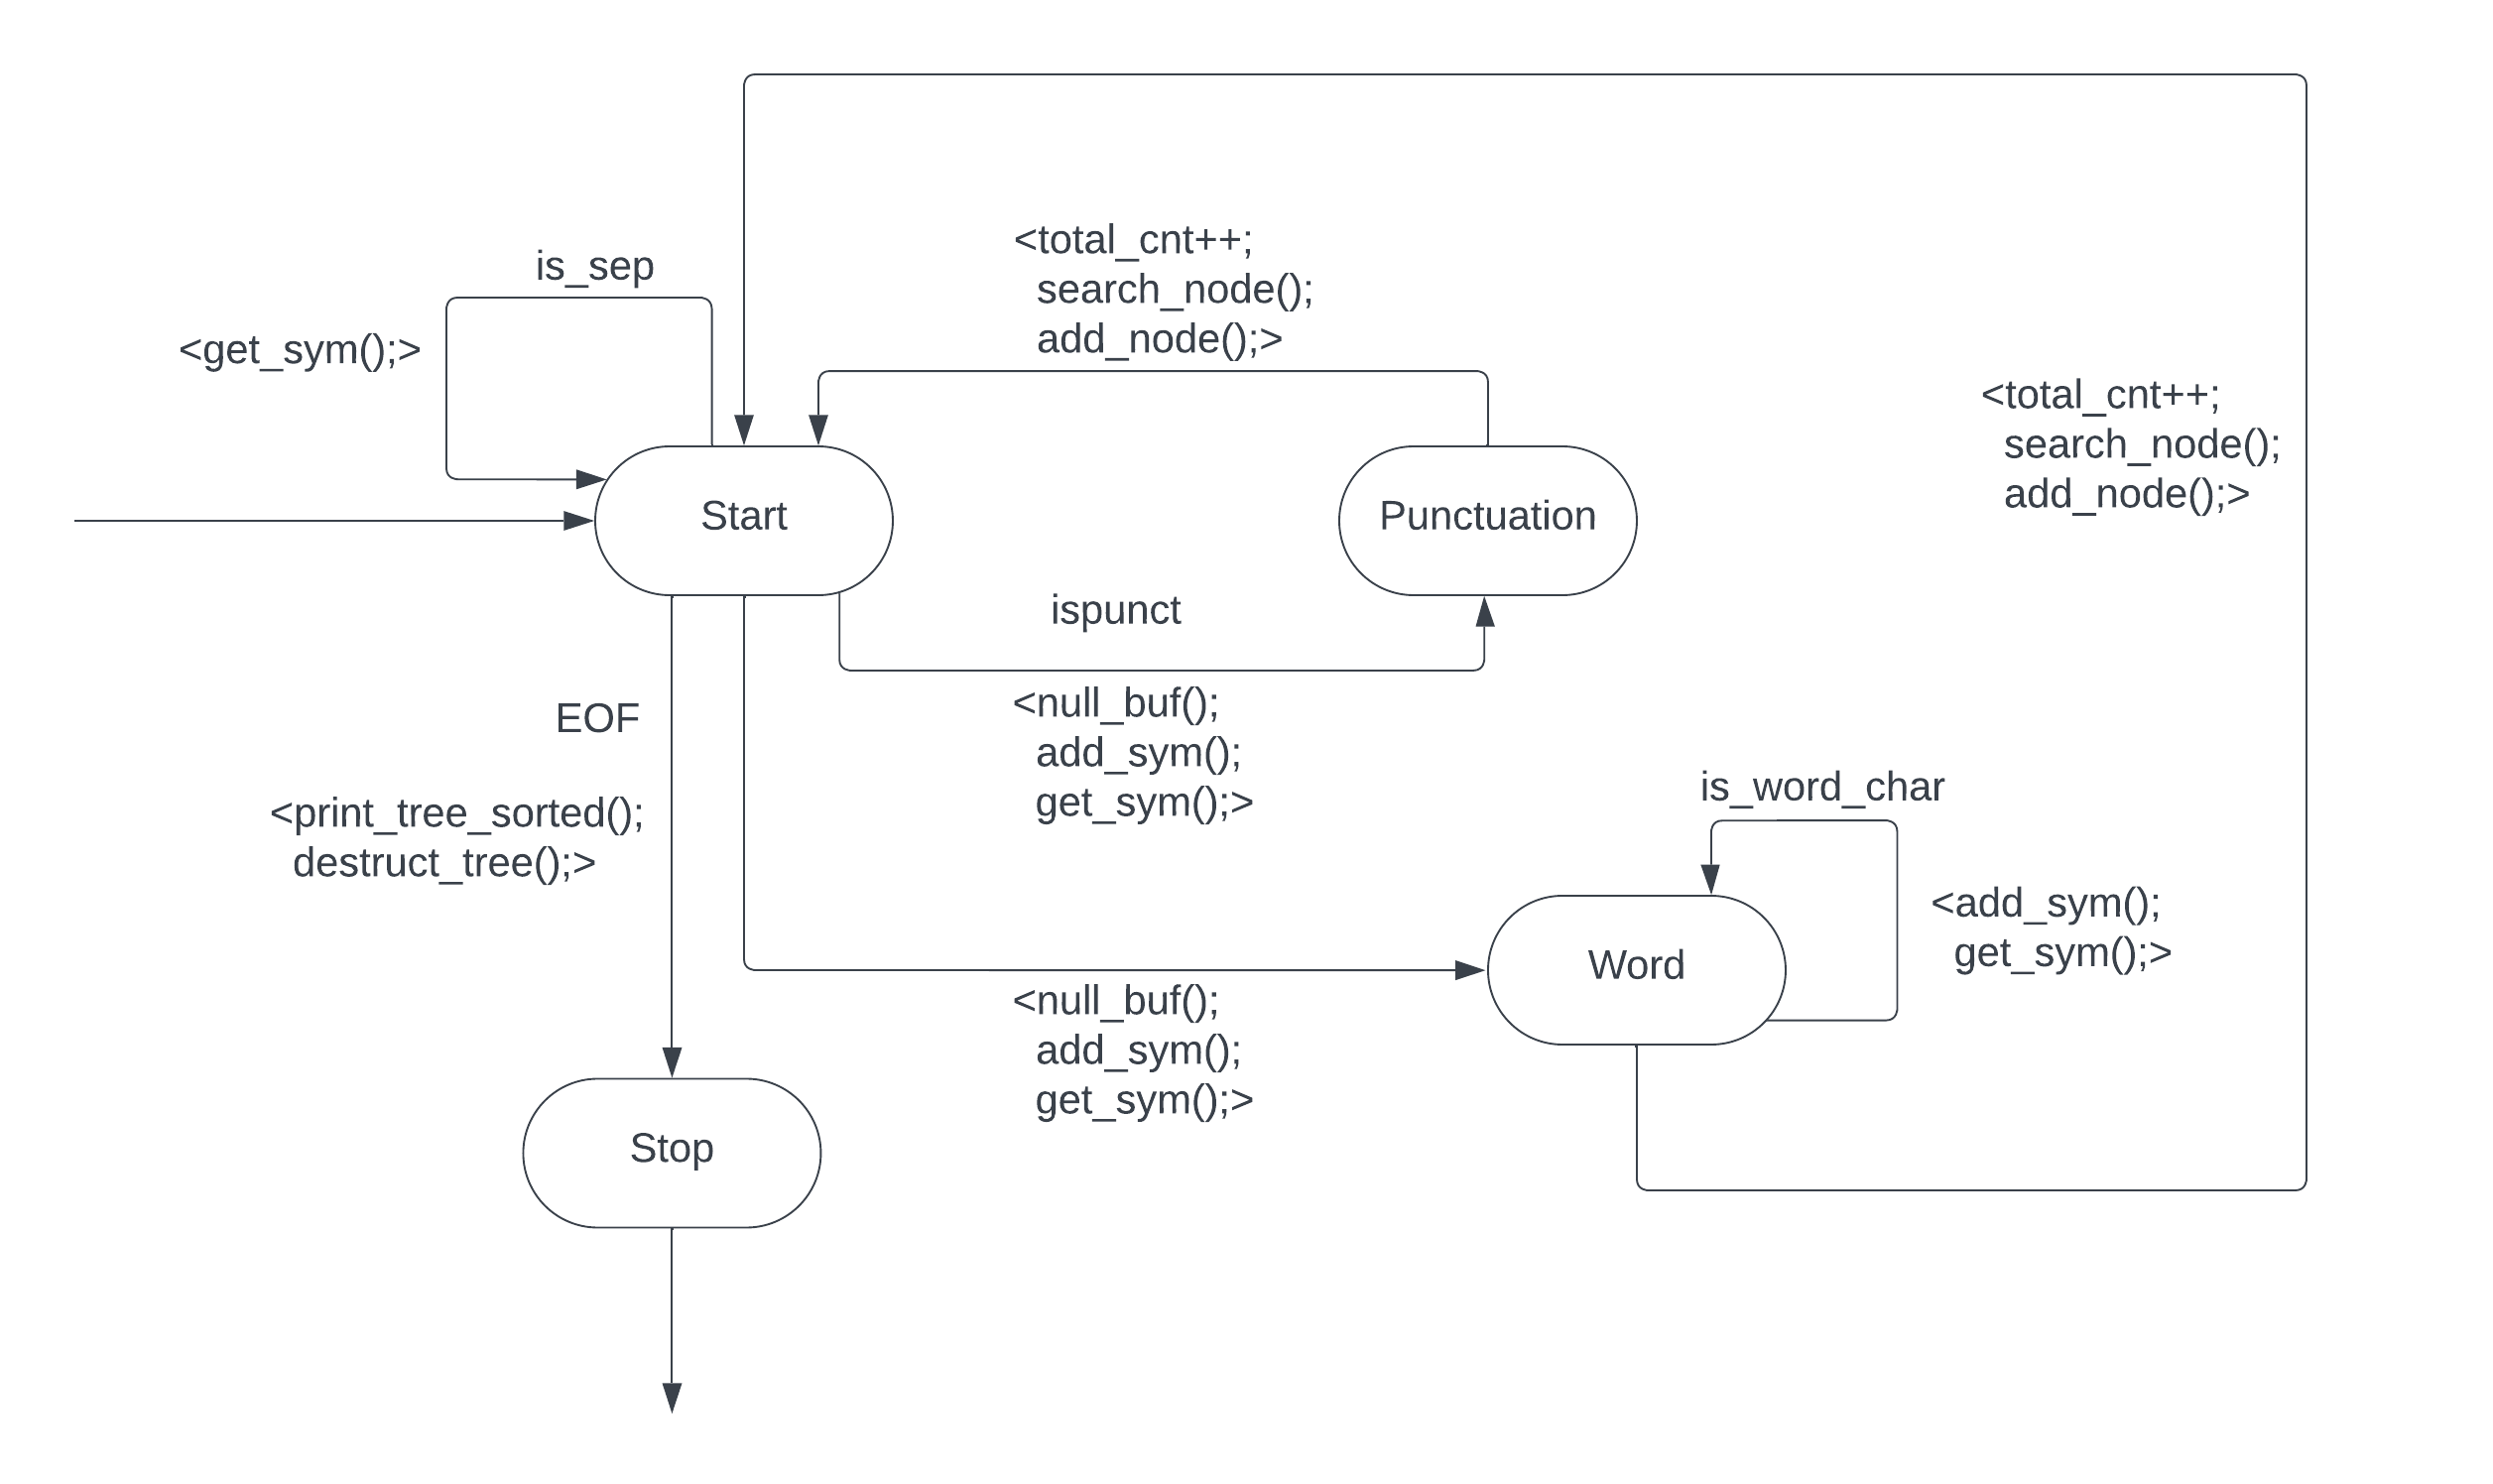 <total_cnt++;
search_node();
add_node();>
is_sep
<get_sym();>
<total_cnt++;
search_node();
add_node();>
Start
Punctuation
ispunct
<null_buf();
add_sym();
get_sym();>
EOF
<print_tree_sorted();
destruct_tree();>
is_word_char
<add_sym();
get_sym();>
Word
<null_buf();
add_sym();
get_sym();>
Stop